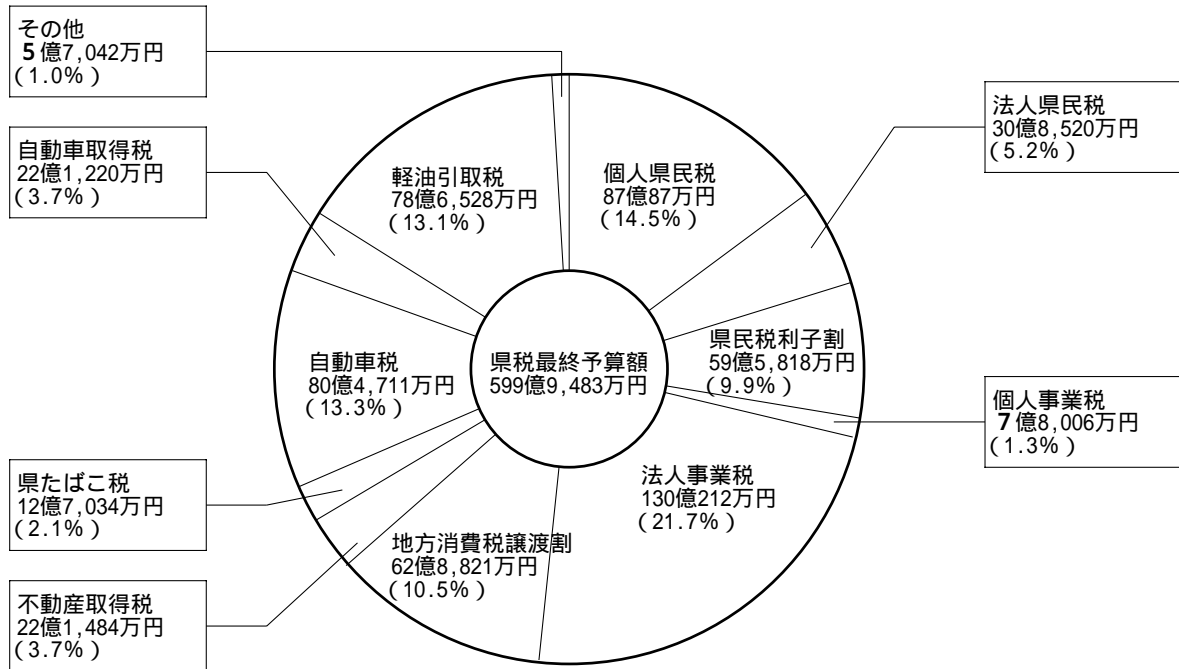 その他
5億7,042万円
(1.0%)
自動車取得税
22億1,220万円
(3.7%)
軽油引取税
78億6,528万円
(13.1%)
個人県民税
87億87万円
(14.5%)
法人県民税
30億8,520万円
(5.2%)
県民税利子割
59億5,818万円
(9.9%)
個人事業税
7億8,006万円
(1.3%)
県税最終予算額
599億9,483万円
自動車税
80億4,711万円
(13.3%)
法人事業税
130億212万円
(21.7%)
県たばこ税
12億7,034万円
(2.1%)
地方消費税譲渡割
62億8,821万円
(10.5%)
不動産取得税
22億1,484万円
(3.7%)